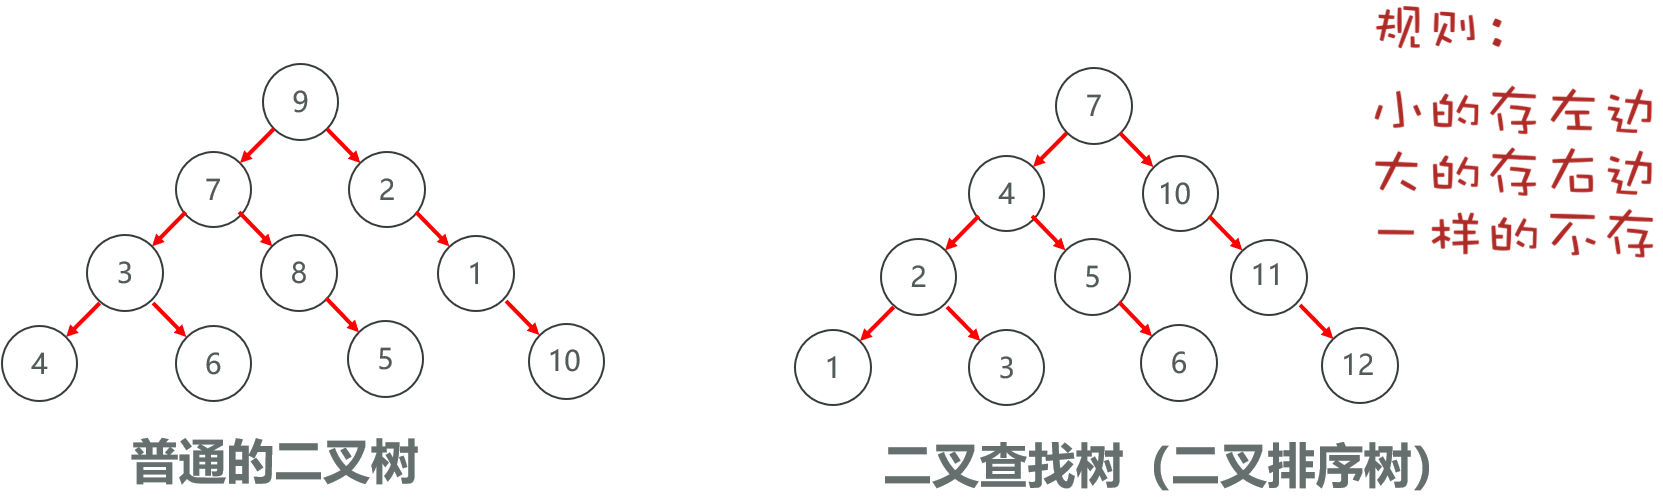 规则：
小的存左边
大的存右边
一样的不存
9
7 2
3 8 1
4 6 5 10
普通的二叉树
7
4 10
2 5 11
1 3 6 12
二叉查找树（二叉排序树）